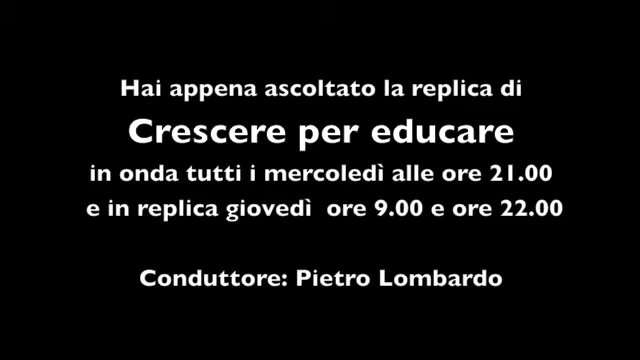 Hai appena ascoltato la replica di
Crescere per educare
in onda tutti i mercoledì alle ore 21.00
e in replica giovedì ore 9.00 e ore 22.00
Conduttore: Pietro Lombardo